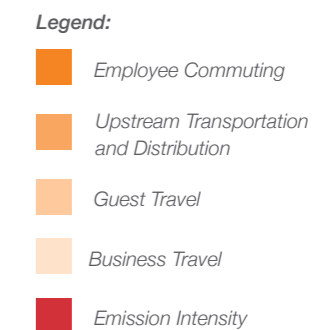 Legend:
Employee Commuting
Upstream Transportation
and Distribution
Guest Travel
Business Travel
Emission Intensity